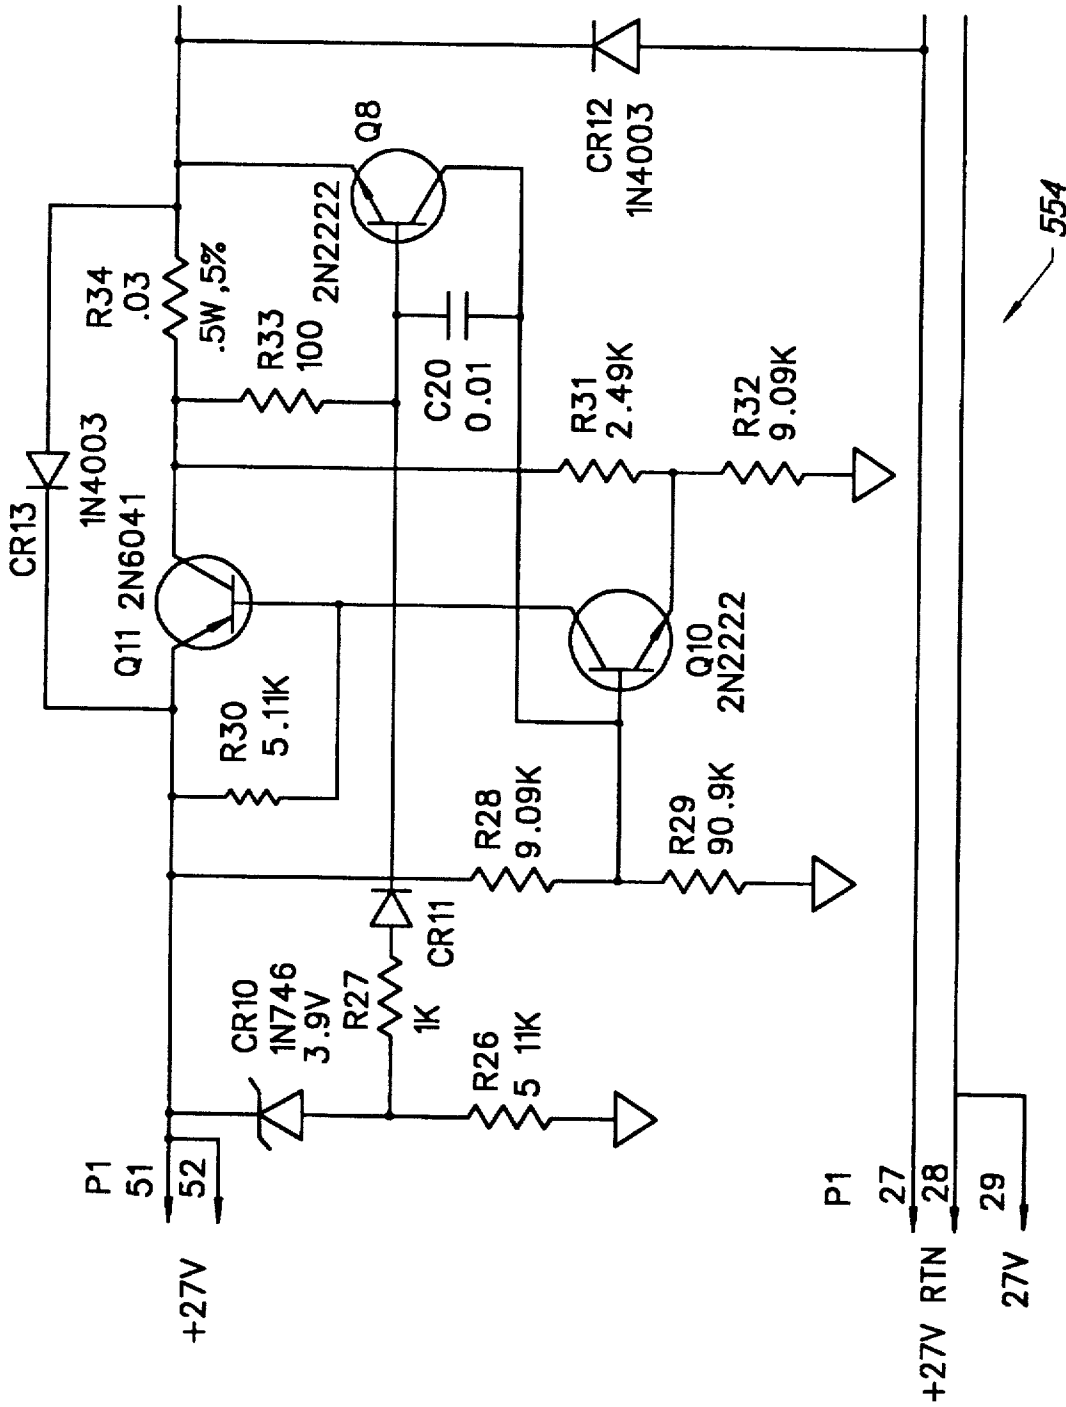 P1
51
52
+27V
CR10
1N746
3.9V
R27
1K
R26
5 11K
CR11
R30
5.11K
R28
9.09K
R29
90.9K
Q11 2N6041
CR13
1N4003
Q10
2N2222
R34
.03
.5W,5%
R33
100
C20
0.01
R31
2.49K
R32
9.09K
Q8
2N2222
CR12
1N4003
P1
27
28
29
+27V RTN
27V
554